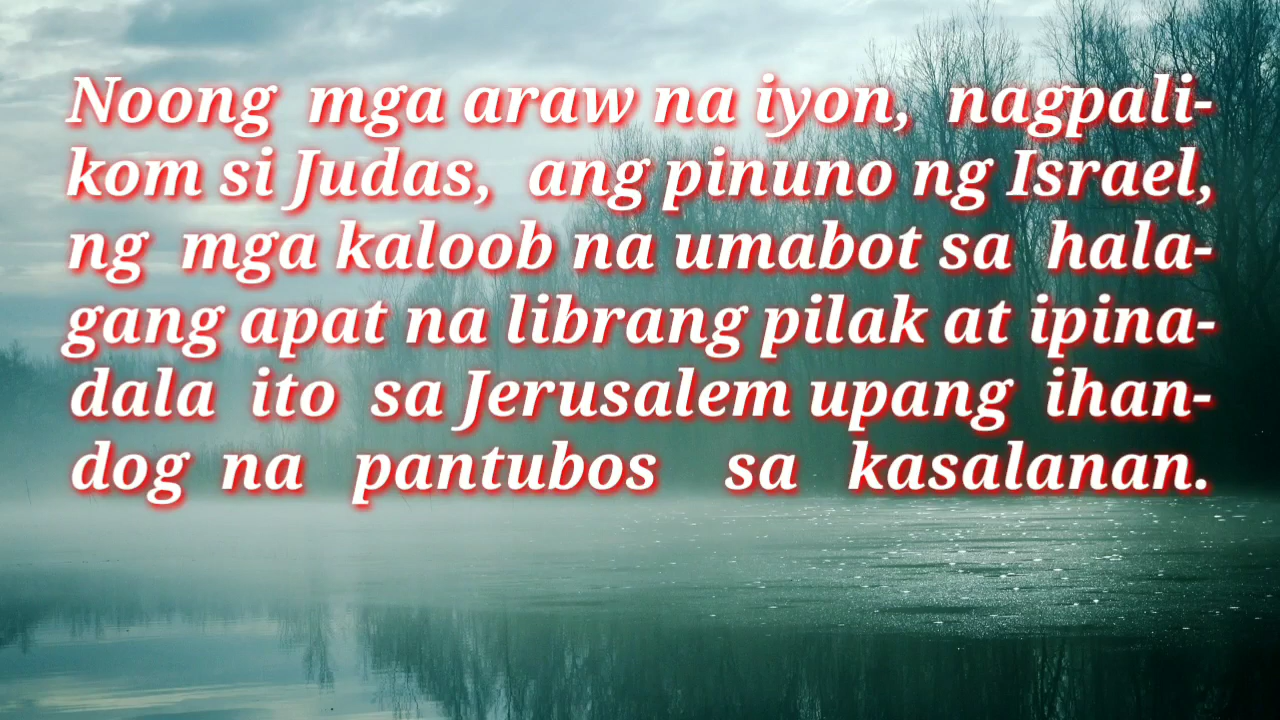 Noong mga araw na iyon, nagpali-
kom si Judas, ang pinuno ng Israel,
ng mga kaloob na umabot sa hala-
gang apat na librang pilak at ipina-
dala ito sa Jerusalem upang ihan-
dog na pantubos sa kasalanan.